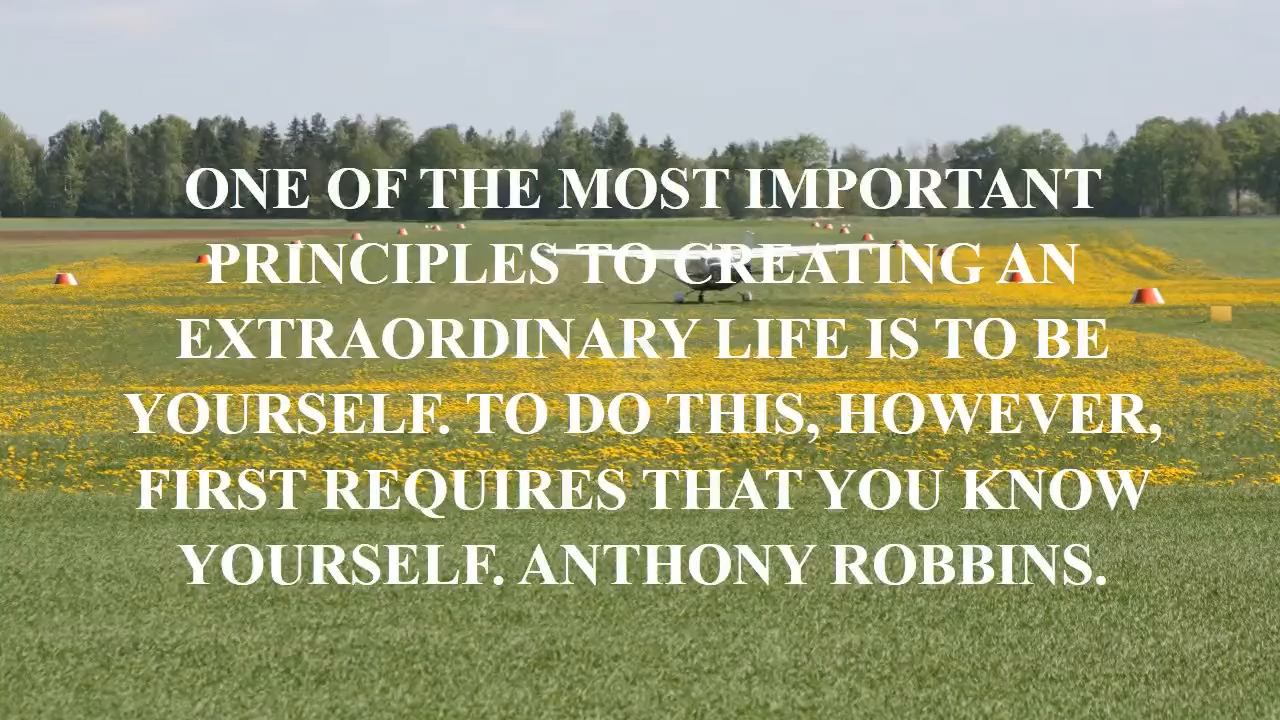 ONE OF THE MOST IMPORTANT
PRINCIPLES TO CREATING AN
EXTRAORDINARY LIFE IS TO BE
YOURSELF. TO DO THIS, HOWEVER,
FIRST REQUIRES THAT YOU KNOW
YOURSELF. ANTHONY ROBBINS.